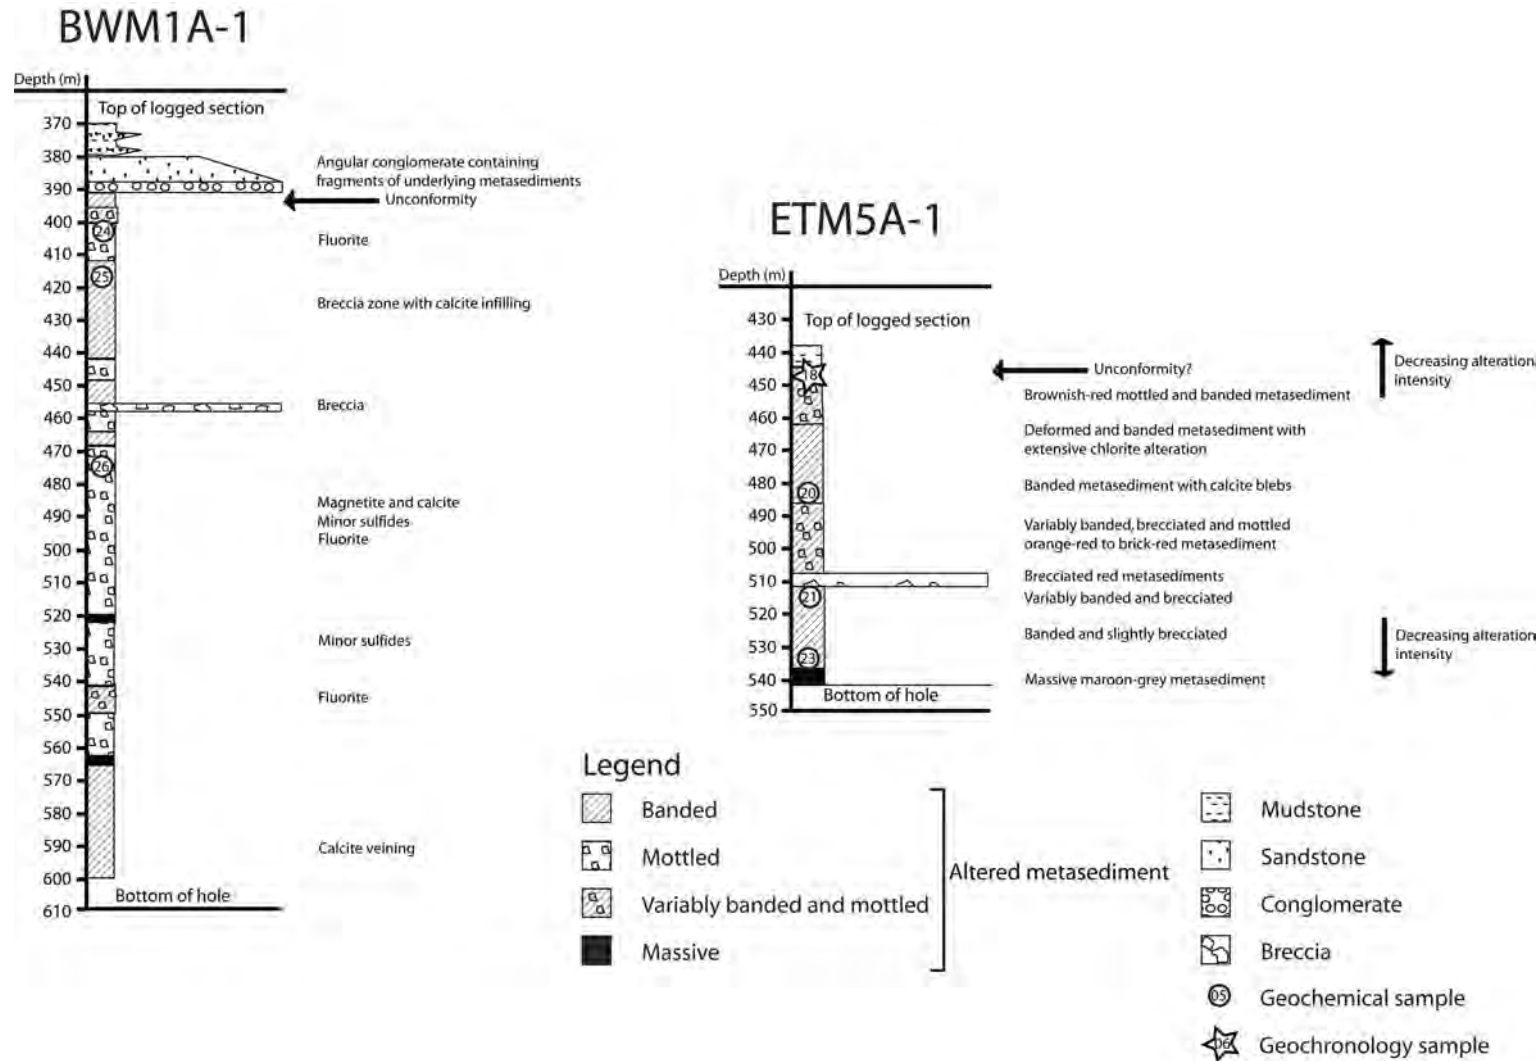 BWM1A-1
Depth (m)
Top of logged section
370
380
390
400
410
420
430
440
450
460
470
480
490
500
510
520
530
540
550
560
570
580
590
600
610
24
25
26
Angular conglomerate containing
fragments of underlying metasediments
Unconformity
Fluorite
Breccia zone with calcite infilling
Breccia
Magnetite and calcite
Minor sulfides
Fluorite
Minor sulfides
Fluorite
Calcite veining
Bottom of hole
ETM5A-1
Depth (m)
Top of logged section
430
440
450
460
470
480
490
500
510
520
530
540
550
18
20
21
23
Unconformity?
Brownish-red mottled and banded metasediment
Deformed and banded metasediment with
extensive chlorite alteration
Banded metasediment with calcite blebs
Variably banded, brecciated and mottled
orange-red to brick-red metasediment
Brecciated red metasediments
Variably banded and brecciated
Banded and slightly brecciated
Massive maroon-grey metasediment
Bottom of hole
Decreasing alteration
intensity
Decreasing alteration
intensity
Legend
Banded
Mottled
Variably banded and mottled
Massive
Altered metasediment
Mudstone
Sandstone
Conglomerate
Breccia
05 Geochemical sample
06 Geochronology sample